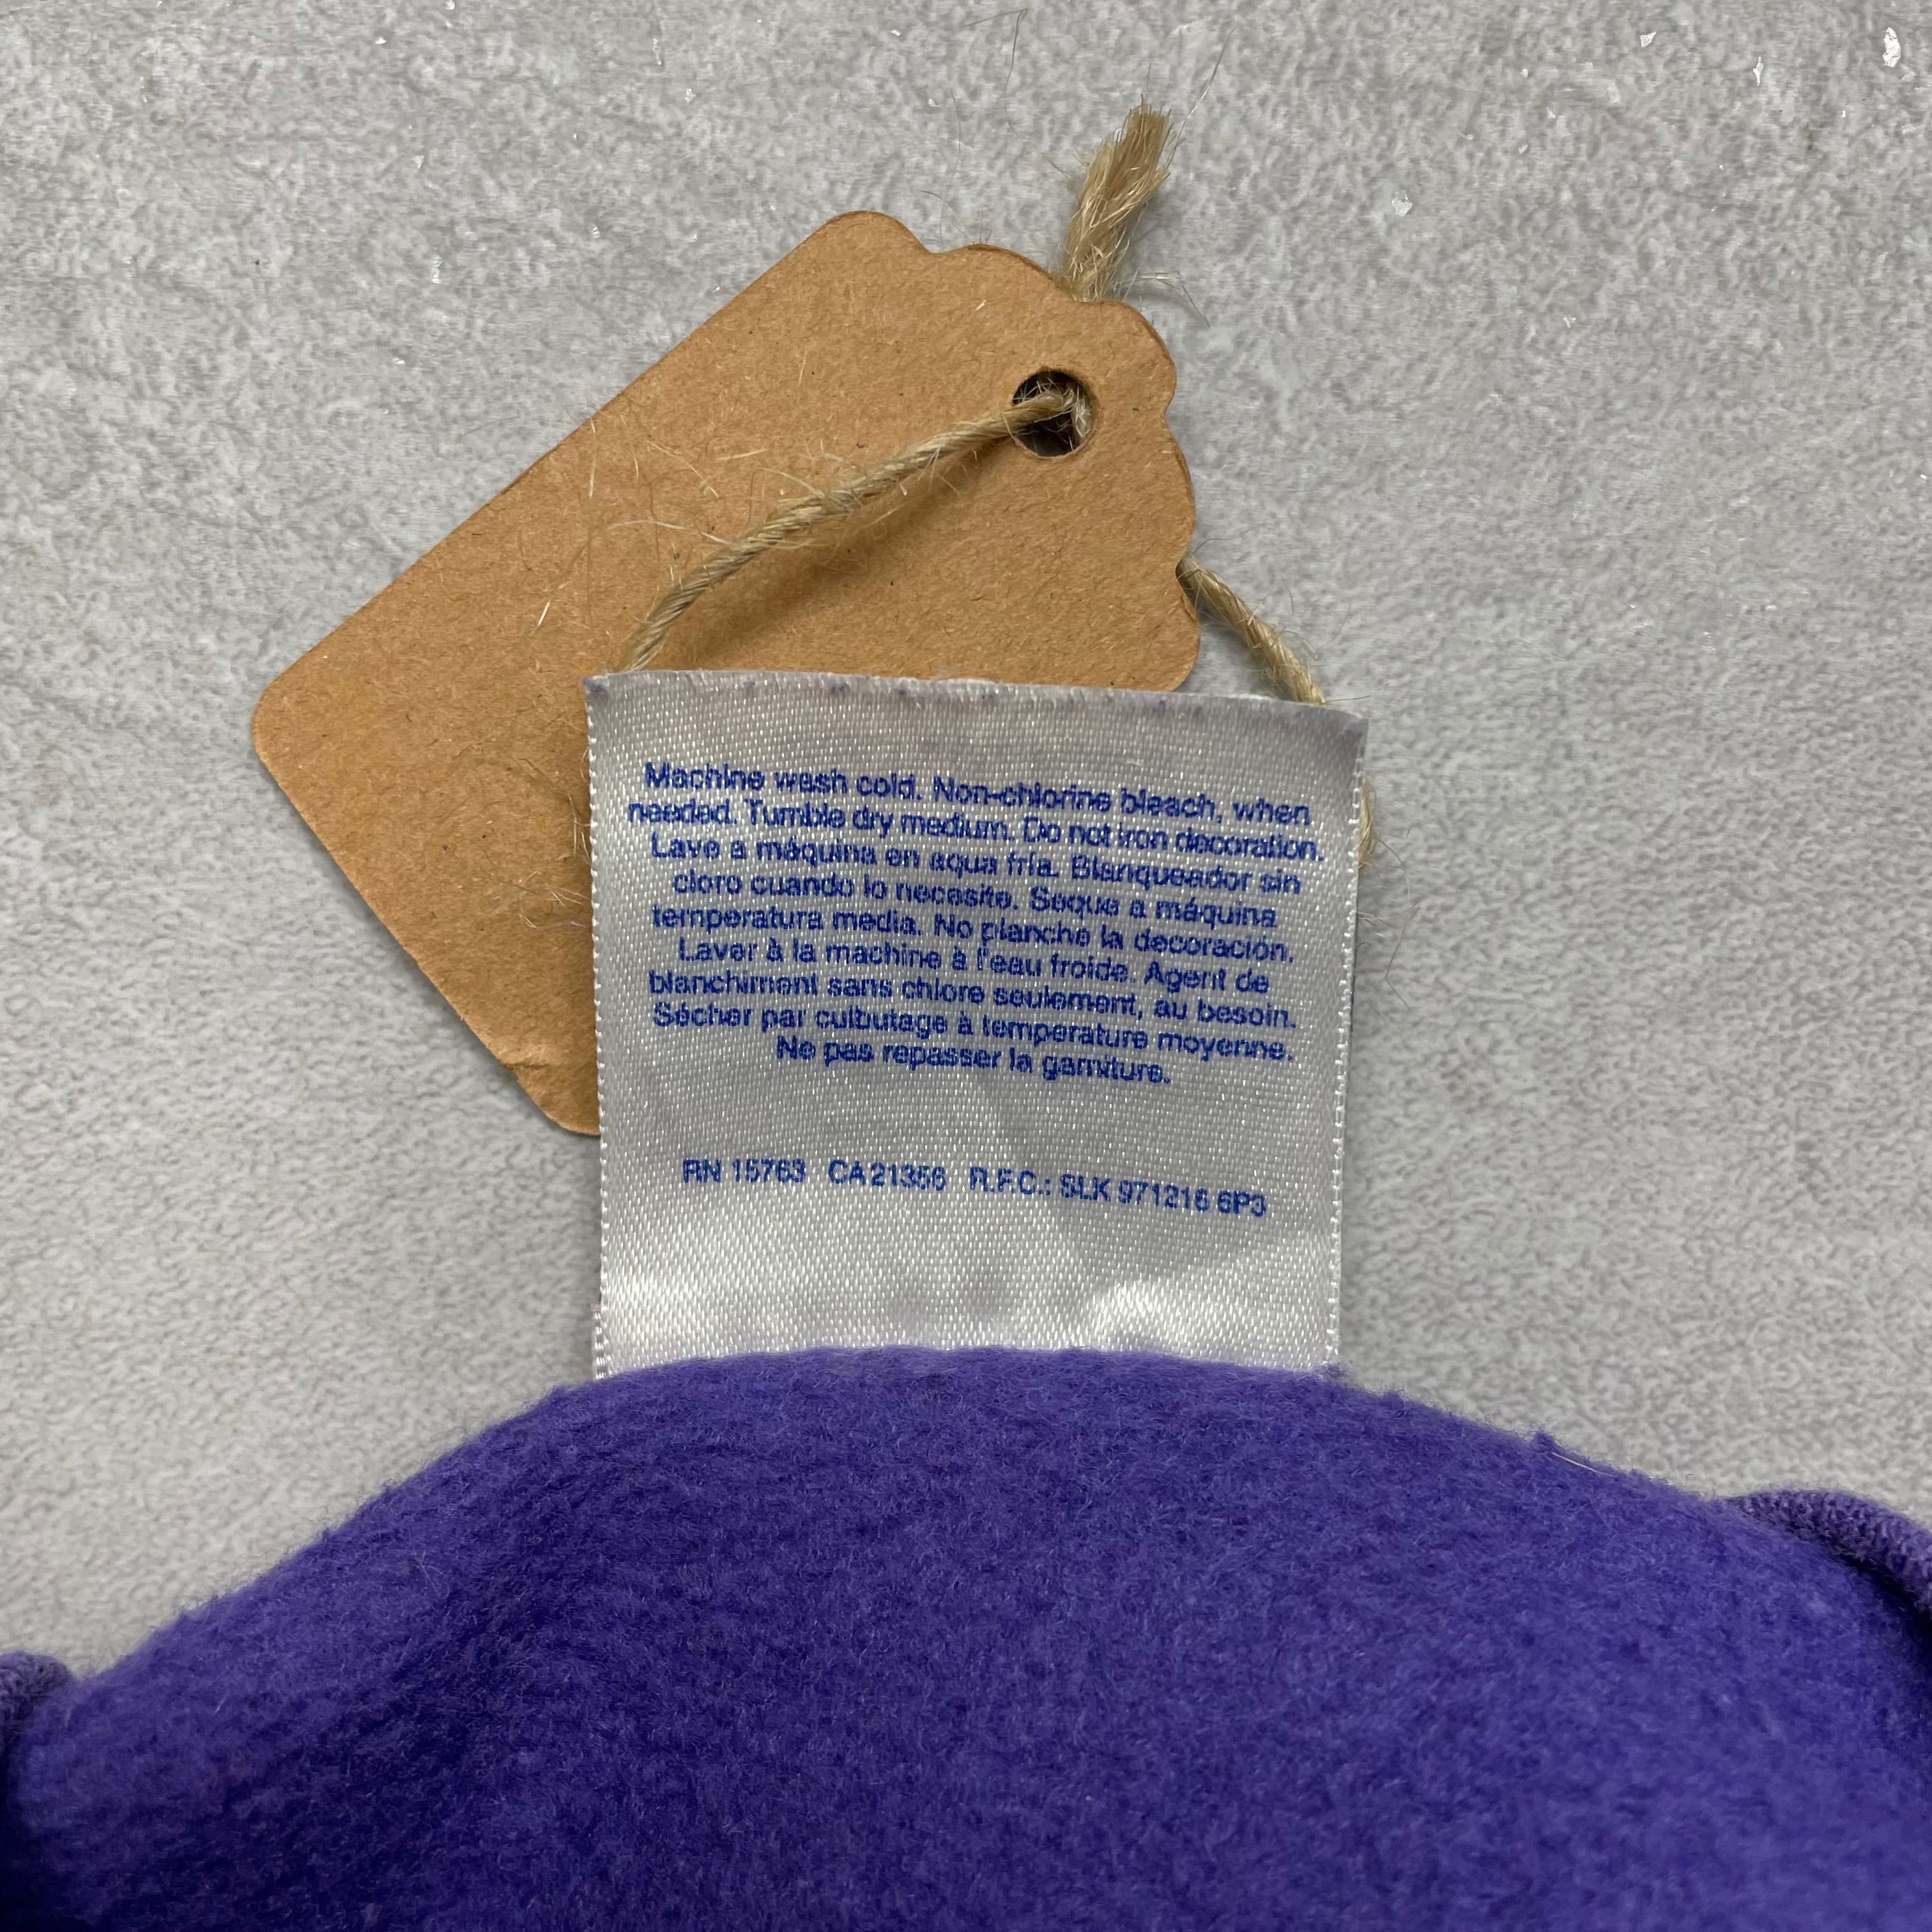 Machine wash cold. Non-chlorine bleach, when
needed. Tumble dry medium. Do not iron decoration.
Lave a máquina en aqua fría. Blanqueador sin
cloro cuando lo necesite. Seque a máquina
temperatura media. No planche la decoración.
Laver à la machine à l'eau froide. Agent de
blanchiment sans chlore seulement, au besoin.
Sécher par culbutage à temperature moyenne.
Ne pas repasser la garniture.
RN 15763 CA 21356 R.F.C.: SLK 971216 6P3